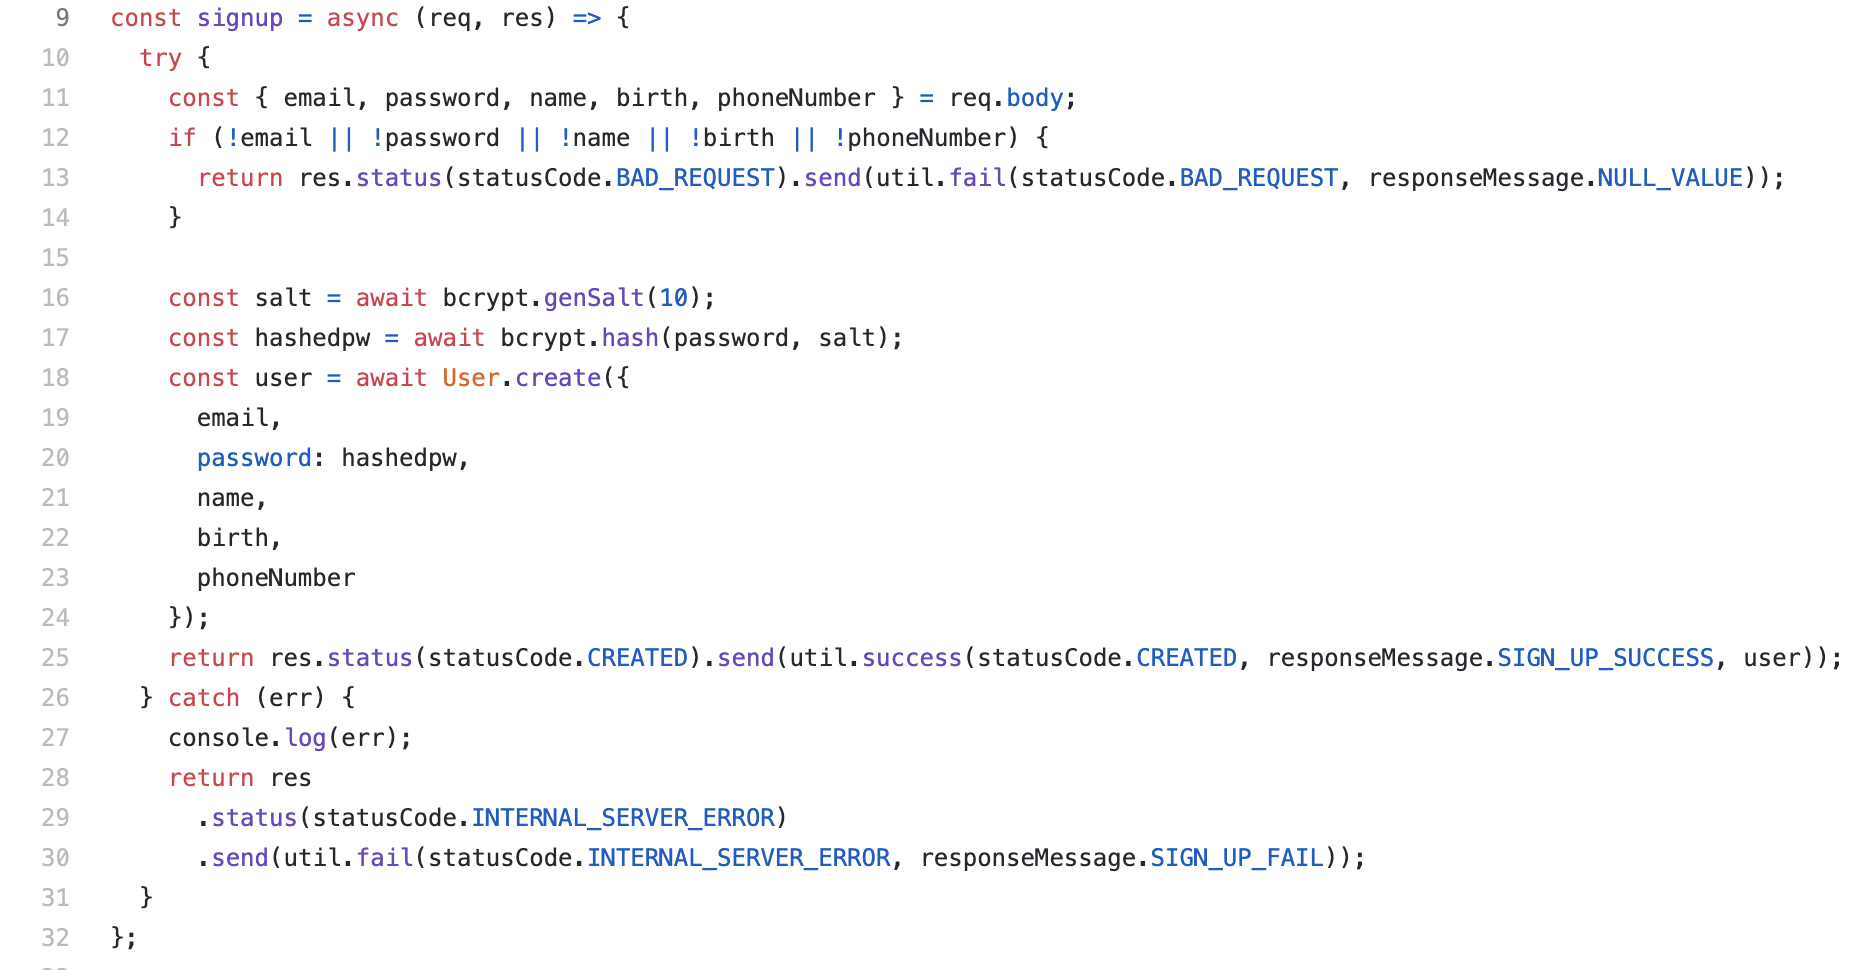 9 const signup = async (req, res) => {
10 try {
11 const { email, password, name, birth, phoneNumber } = req.body;
12 if (!email || !password || !name || !birth || !phoneNumber) {
13 return res.status(statusCode.BAD_REQUEST).send(util.fail(statusCode.BAD_REQUEST, responseMessage.NULL_VALUE));
14 }
15
16 const salt = await bcrypt.genSalt(10);
17 const hashedpw = await bcrypt.hash(password, salt);
18 const user = await User.create({
19 email,
20 password: hashedpw,
21 name,
22 birth,
23 phoneNumber
24 });
25 return res.status(statusCode.CREATED).send(util.success(statusCode.CREATED, responseMessage.SIGN_UP_SUCCESS, user));
26 } catch (err) {
27 console.log(err);
28 return res
29 .status(statusCode.INTERNAL_SERVER_ERROR)
30 .send(util.fail(statusCode.INTERNAL_SERVER_ERROR, responseMessage.SIGN_UP_FAIL));
31 }
32 };